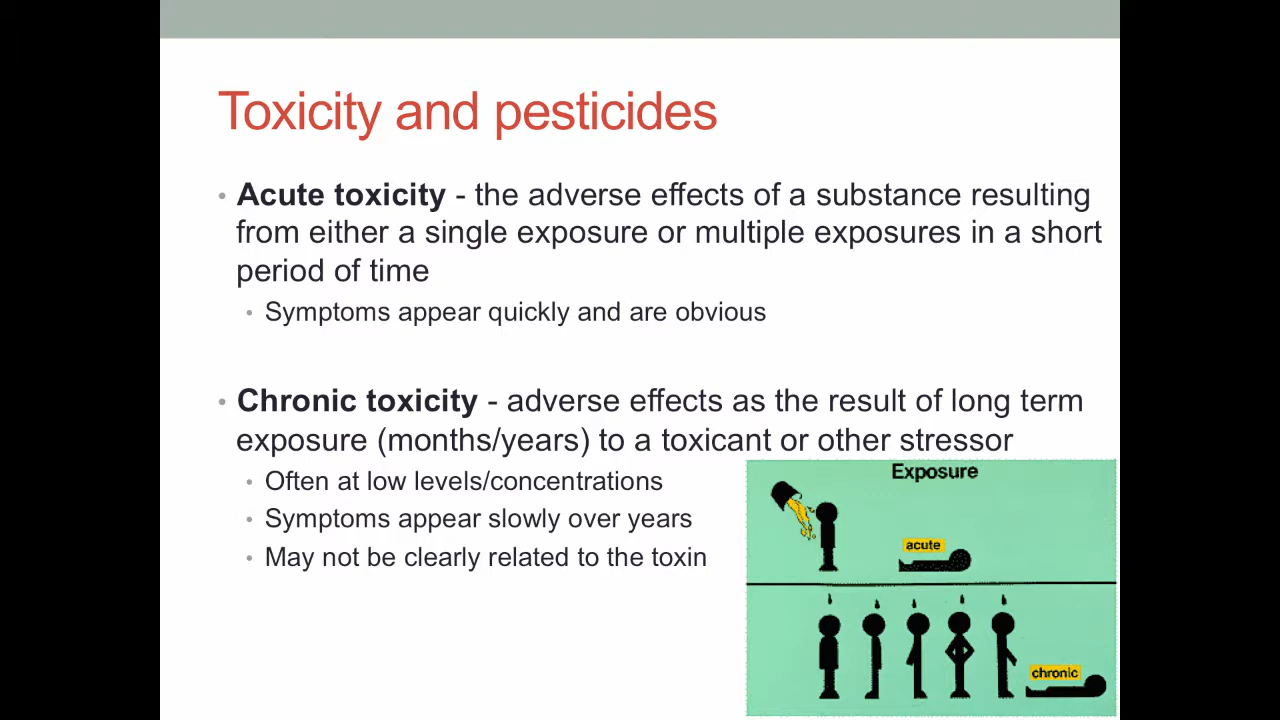 Toxicity and pesticides
• Acute toxicity - the adverse effects of a substance resulting
from either a single exposure or multiple exposures in a short
period of time
• Symptoms appear quickly and are obvious
• Chronic toxicity - adverse effects as the result of long term
exposure (months/years) to a toxicant or other stressor
• Often at low levels/concentrations
• Symptoms appear slowly over years
• May not be clearly related to the toxin
Exposure
acute
chronic